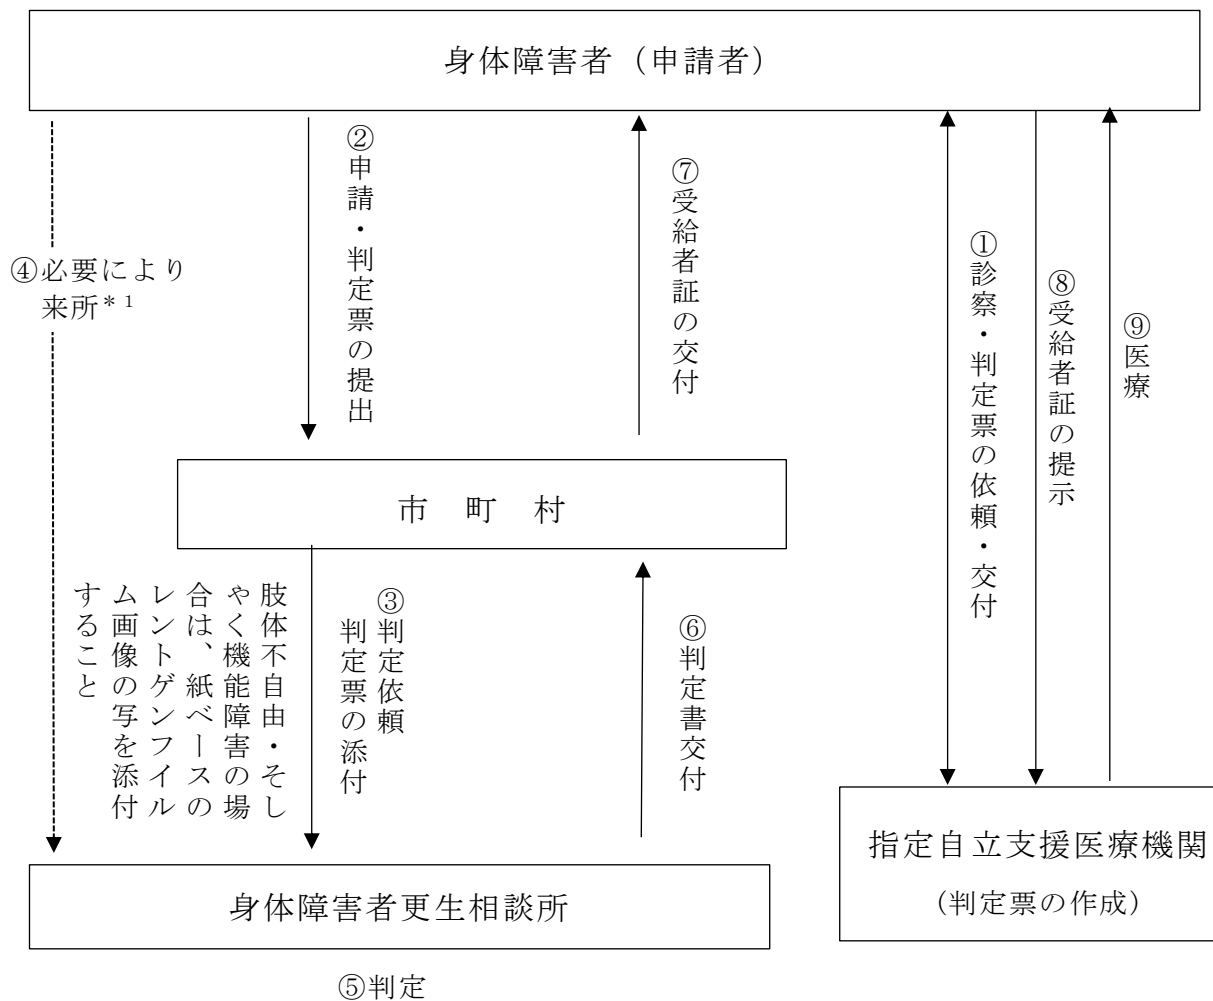 身体障害者（申請者）
④必要により
来所＊１
②申請・判定票の提出
⑦受給者証の交付
①診察・判定票の依頼・交付
⑧受給者証の提示
⑨医療
市　町　村
③判定依頼
判定票の添付
肢体不自由・そし
ゃく機能障害の場
合は、紙ベースの
レントゲンフイル
ム画像の写を添付
すること
⑥判定書交付
指定自立支援医療機関
（判定票の作成）
身体障害者更生相談所
⑤判定